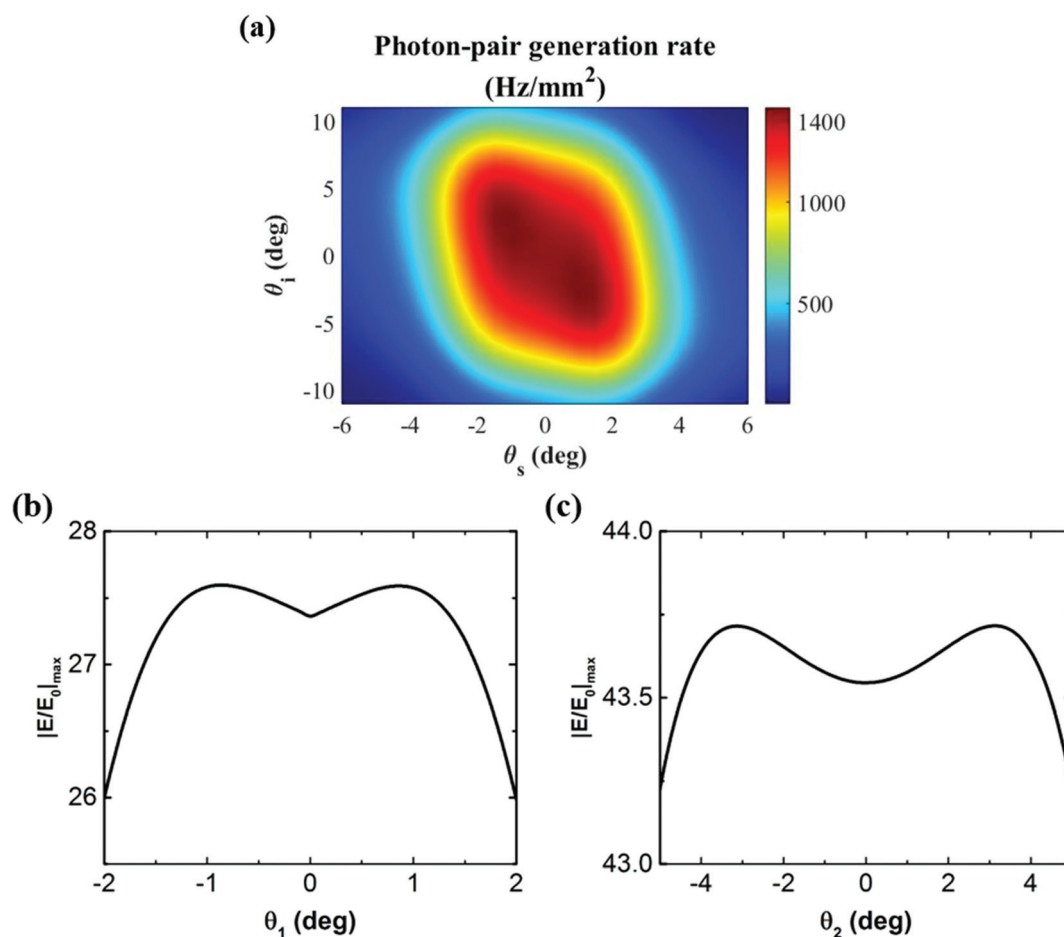 (a)
Photon-pair generation rate
(Hz/mm²)
10
5
0
-5
-10
θi (deg)
-6 -4 -2 0 2 4 6
θs (deg)
1400
1000
500
(b)
28
27
26
|E/E0|max
-2 -1 0 1 2
θ1 (deg)
(c)
44.0
43.5
43.0
|E/E0|max
-4 -2 0 2 4
θ2 (deg)